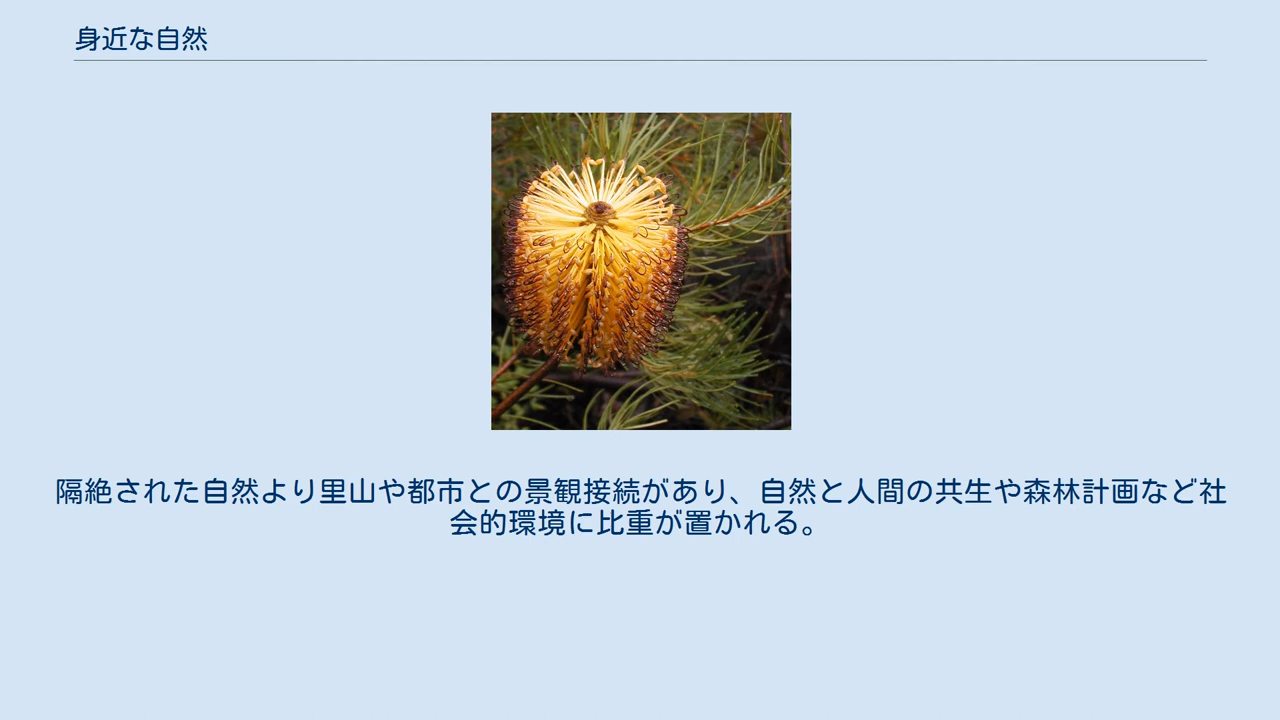 身近な自然
隔絶された自然より里山や都市との景観接続があり、自然と人間の共生や森林計画など社
会的環境に比重が置かれる。